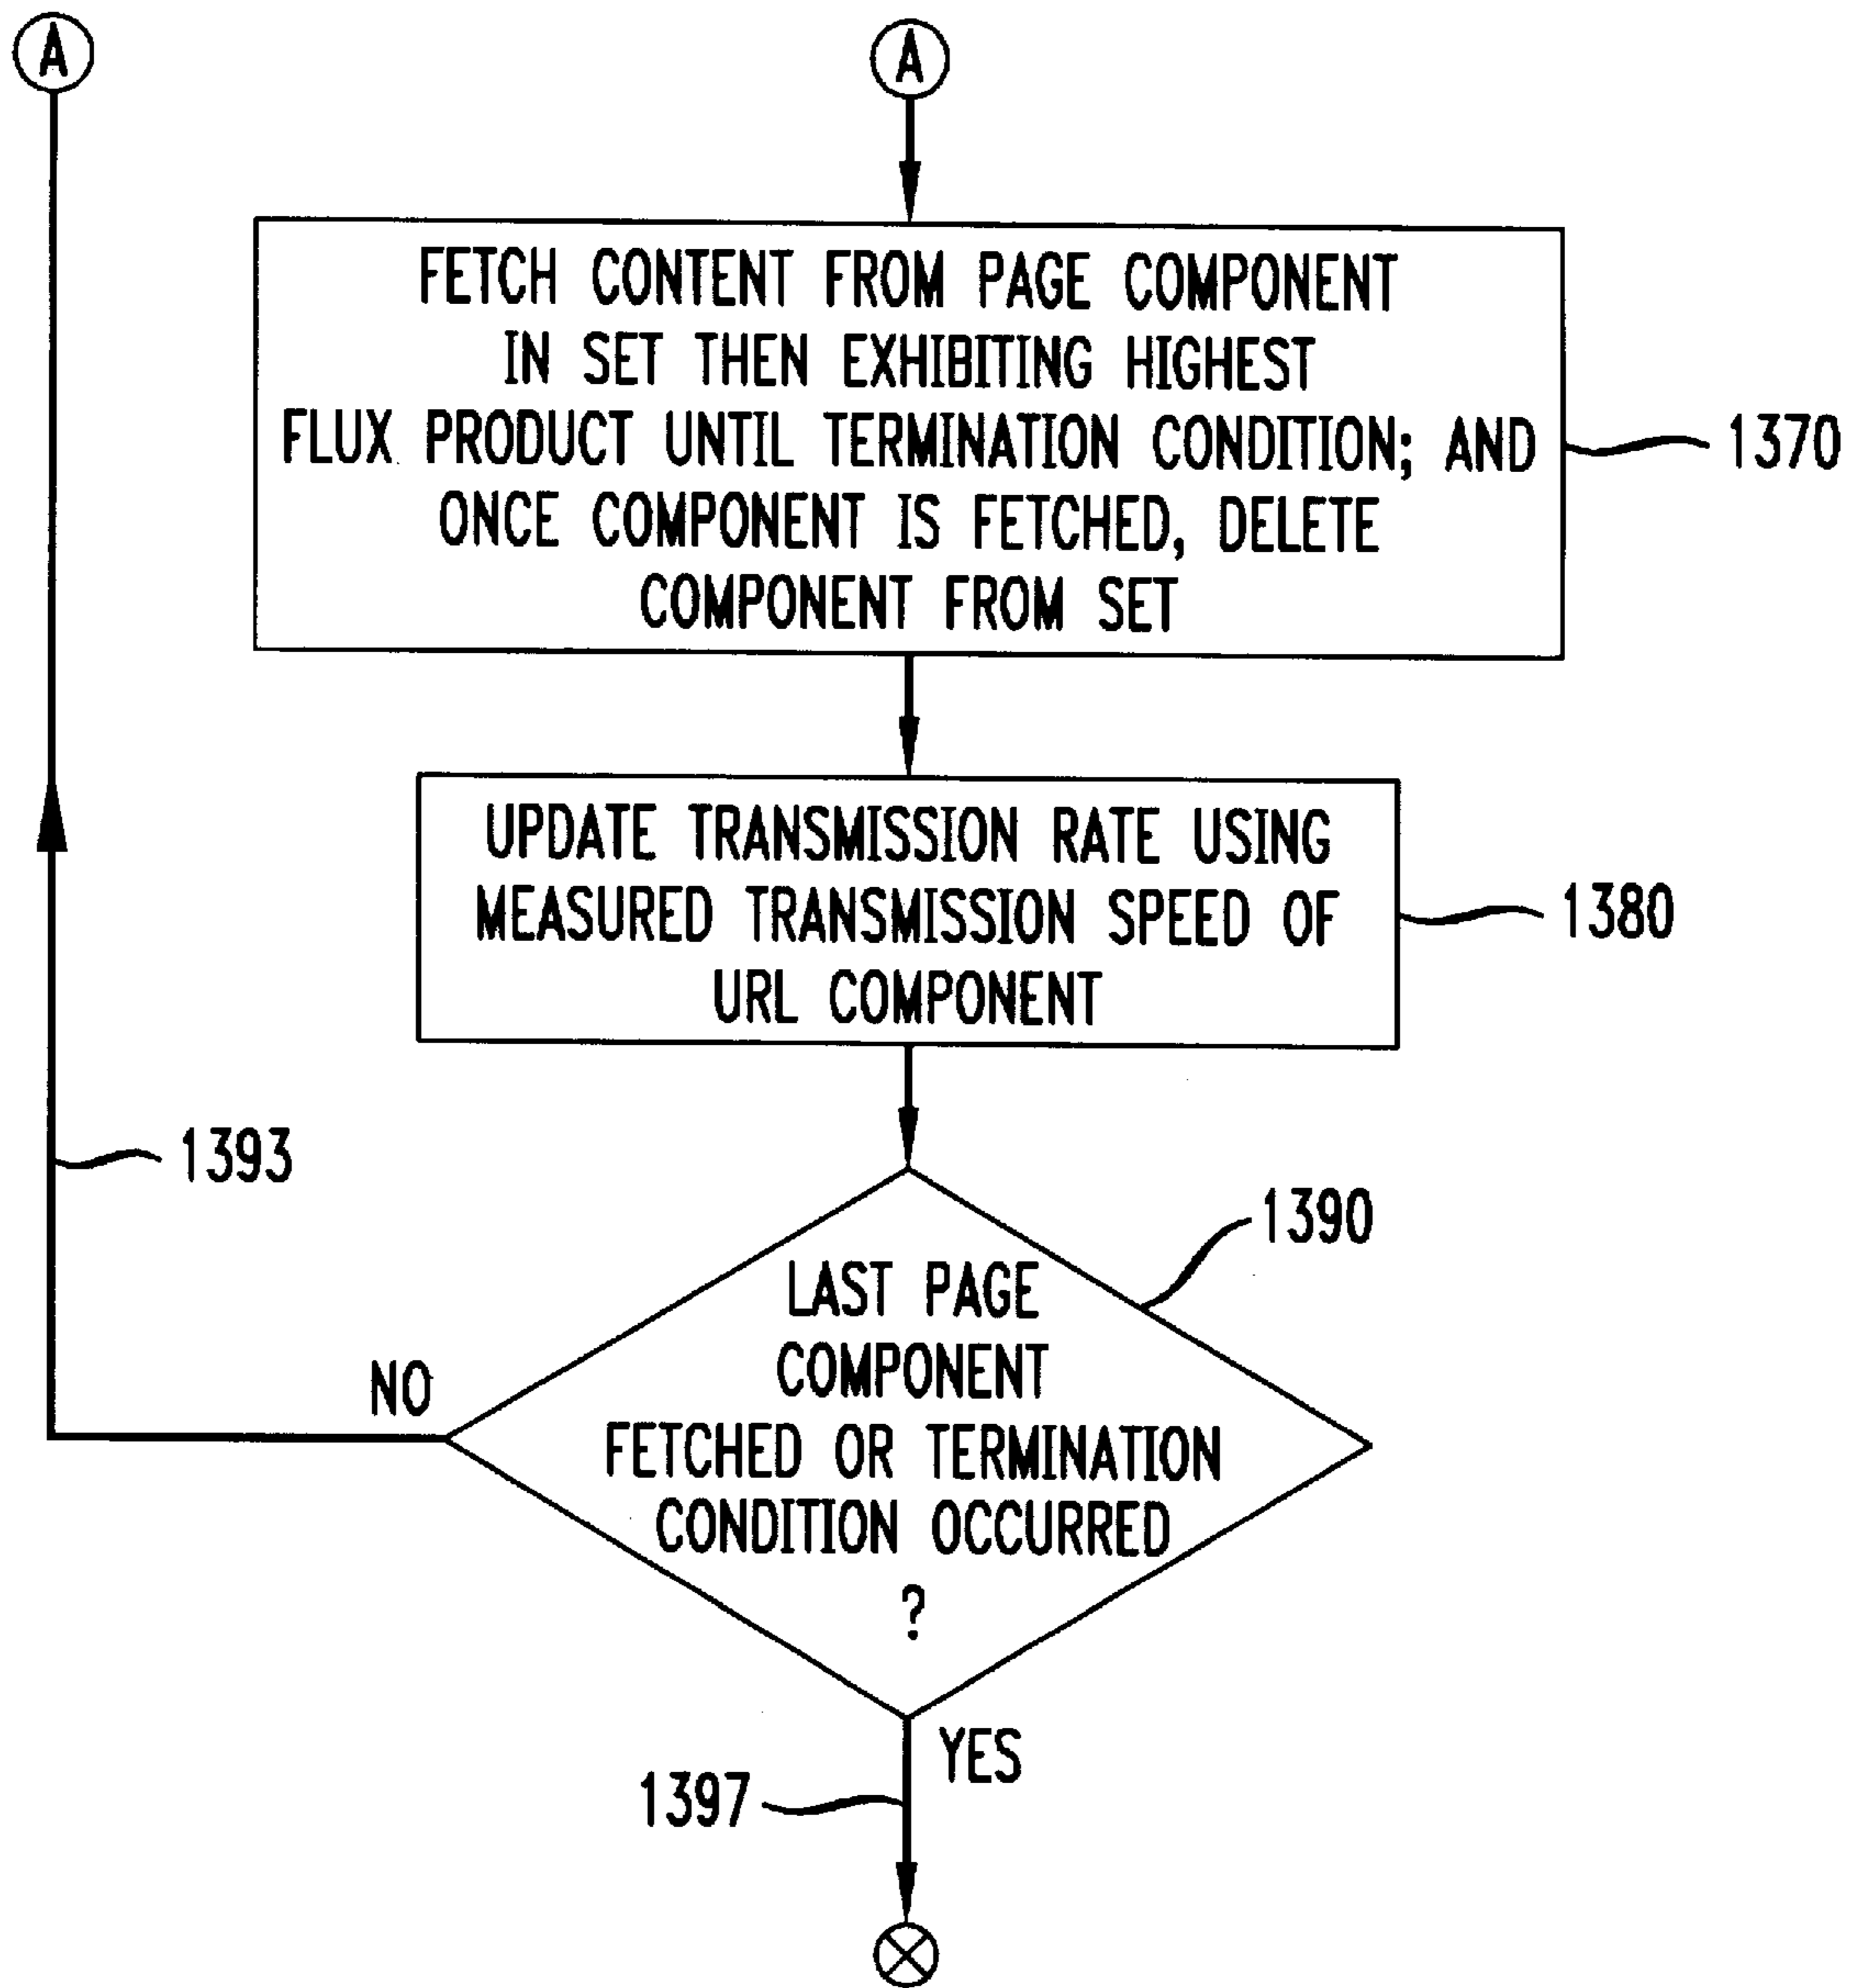 A
A
FETCH CONTENT FROM PAGE COMPONENT
IN SET THEN EXHIBITING HIGHEST
FLUX PRODUCT UNTIL TERMINATION CONDITION; AND
ONCE COMPONENT IS FETCHED, DELETE
COMPONENT FROM SET
1370
UPDATE TRANSMISSION RATE USING
MEASURED TRANSMISSION SPEED OF
URL COMPONENT
1380
1393
1390
LAST PAGE
COMPONENT
FETCHED OR TERMINATION
CONDITION OCCURRED
?
NO
YES
1397